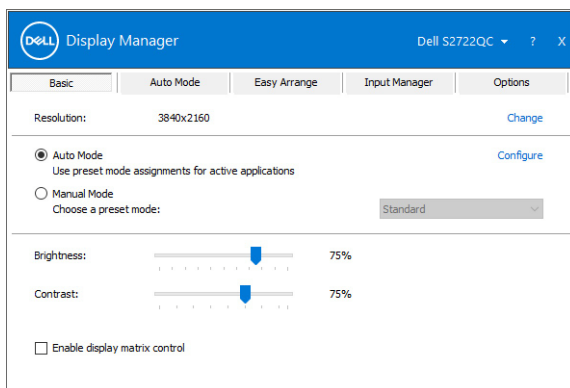 DELL Display Manager Dell S2722QC ? X
Basic Auto Mode Easy Arrange Input Manager Options
Resolution: 3840x2160 Change
Auto Mode Configure
Use preset mode assignments for active applications
Manual Mode
Choose a preset mode: Standard
Brightness: 75%
Contrast: 75%
Enable display matrix control